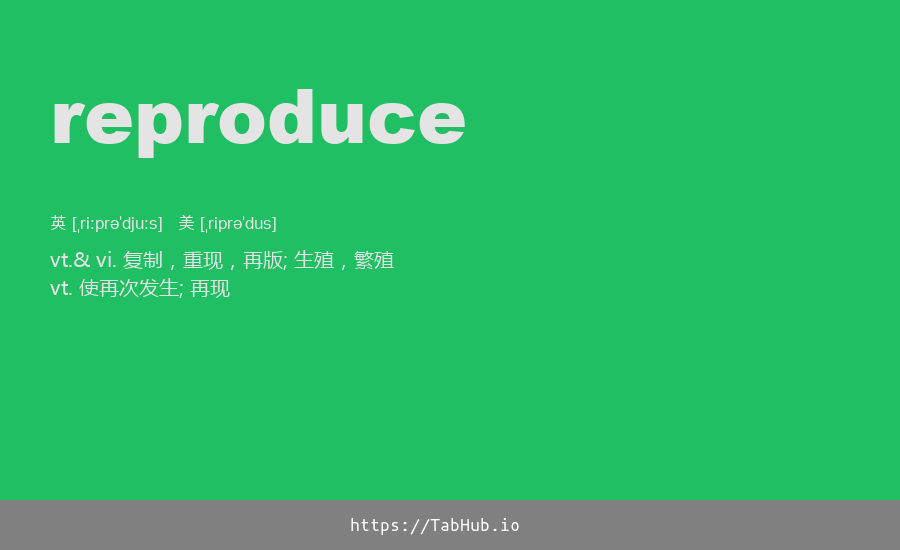 reproduce
英 [ˌriːprəˈdjuːs]   美 [ˌriprəˈdus]
vt.& vi. 复制，重现，再版; 生殖，繁殖
vt. 使再次发生; 再现
https://TabHub.io